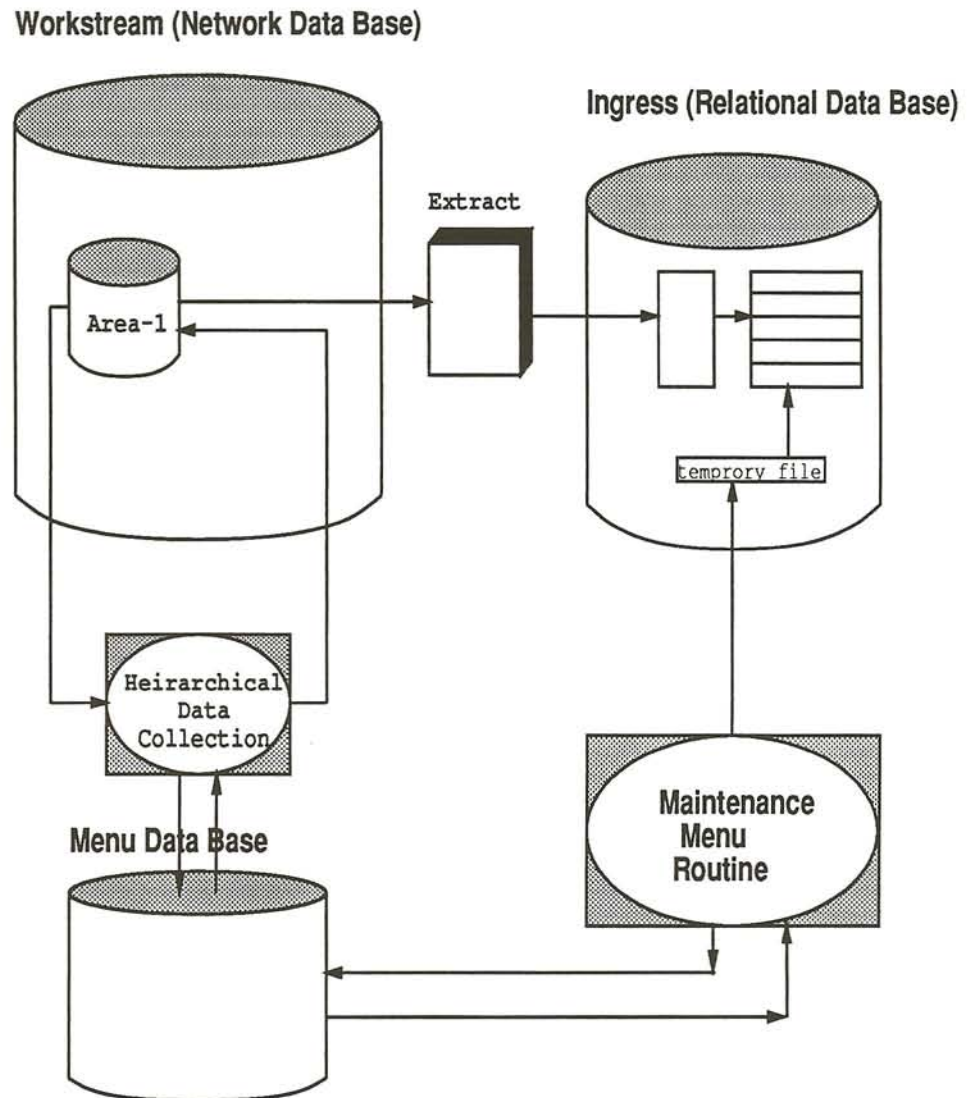 Workstream (Network Data Base)
Ingress (Relational Data Base)
Extract
Area-1
temprory file
Heirarchical
Data
Collection
Menu Data Base
Maintenance
Menu
Routine